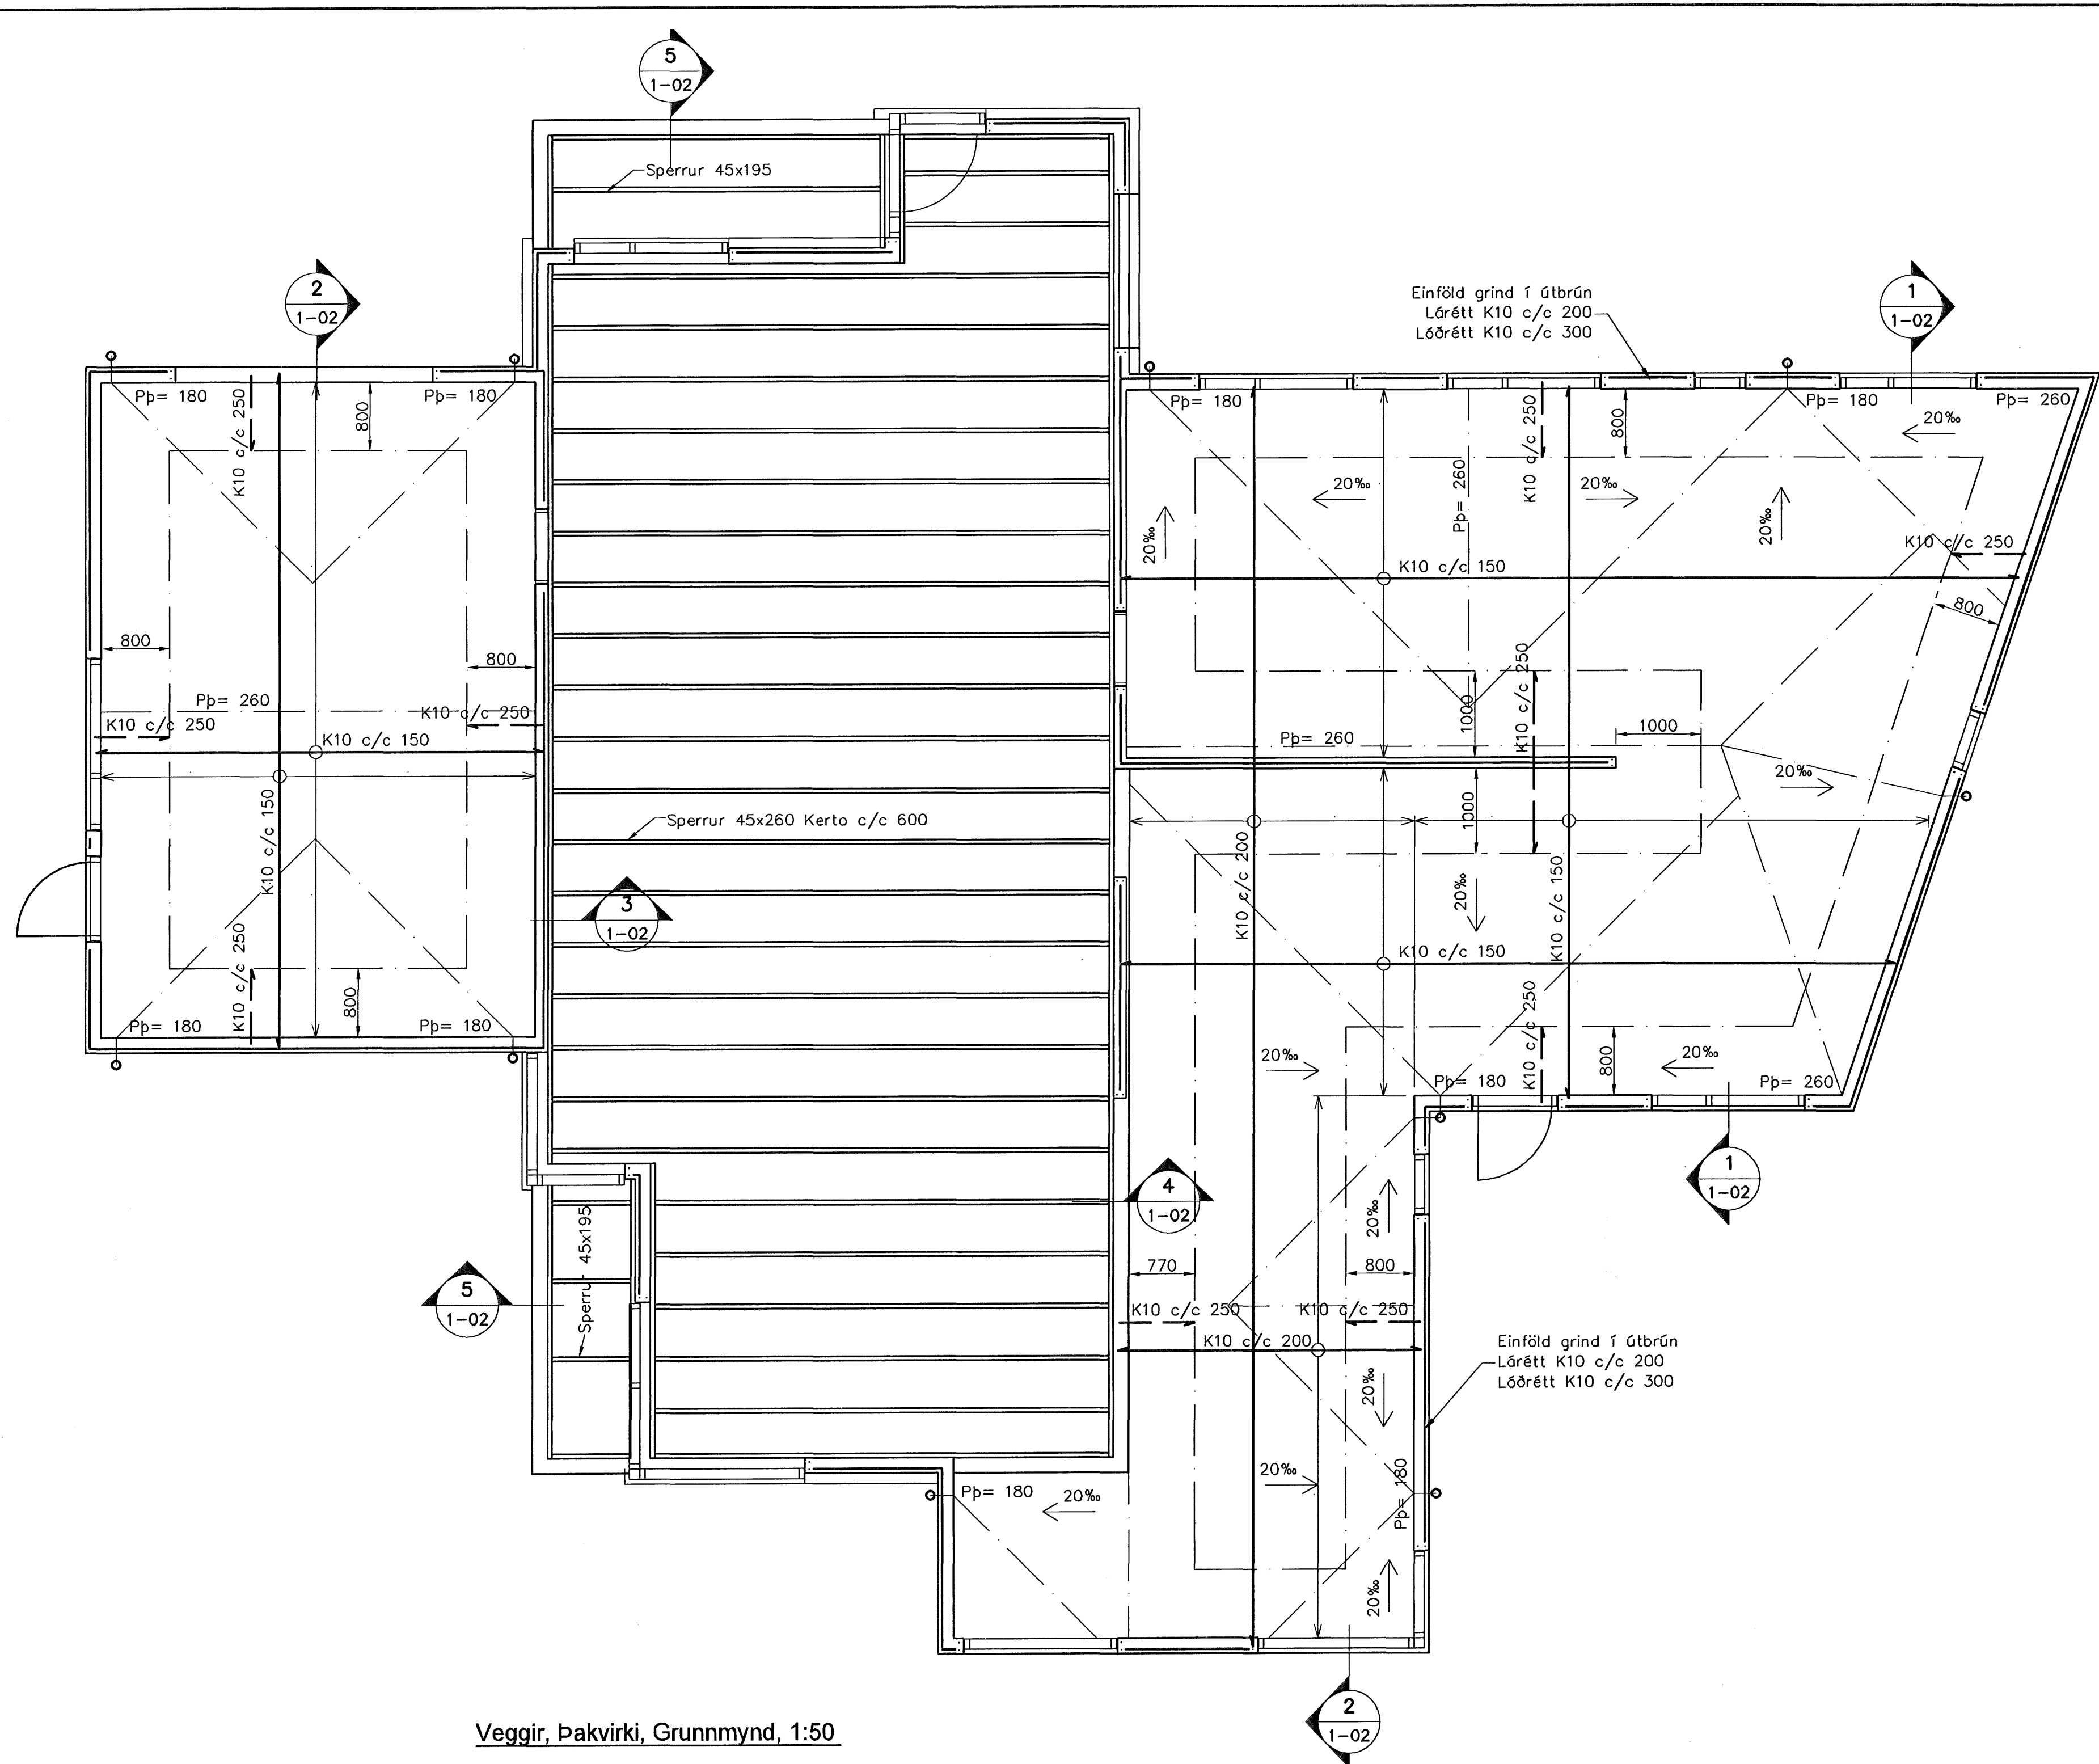 5
1-02
Sperrur 45x195
2
1-02
Einföld grind í útbrún
Lárétt K10 c/c 200
Lóðrétt K10 c/c 300
1
1-02
Pþ= 180
K10 c/c 250
800
Pþ= 180
Pþ= 180
Pþ= 260
K10 c/c 250
800
Pþ= 180
Pþ= 260
20‰
20‰
20‰
20‰
20‰
K10 c/c 250
K10 c/c 150
800
800
800
Pþ= 260
K10 c/c 250
K10 c/c 250
K10 c/c 150
K10 c/c 150
1000
K10 c/c 250
1000
Pþ= 260
20‰
Sperrur 45x260 Kerto c/c 600
1000
K10 c/c 200
K10 c/c 150
20‰
3
1-02
K10 c/c 150
K10 c/c 250
800
Pþ= 180
Pþ= 180
K10 c/c 250
800
20‰
20‰
Pþ= 180
Pþ= 260
4
1-02
20‰
1
1-02
Sperrur 45x195
5
1-02
770
800
K10 c/c 250
K10 c/c 250
K10 c/c 200
Einföld grind í útbrún
Lárétt K10 c/c 200
Lóðrétt K10 c/c 300
20‰
20‰
Pþ= 180
20‰
Pþ= 180
20‰
2
1-02
Veggir, Þakvirki, Grunnmynd, 1:50